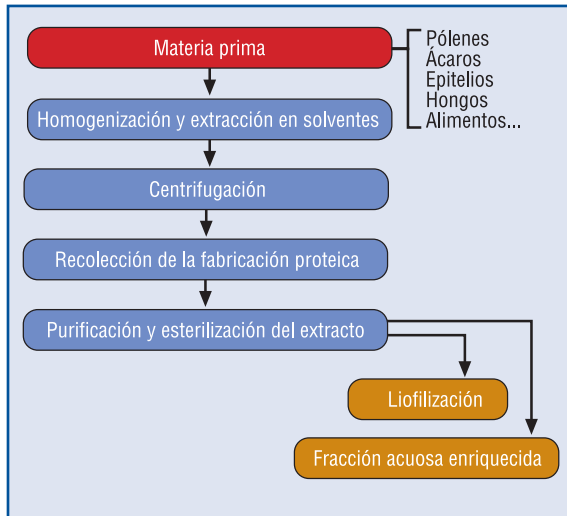 Materia prima
Pólenes
Ácaros
Epitelios
Hongos
Alimentos...
Homogenización y extracción en solventes
Centrifugación
Recolección de la fabricación proteica
Purificación y esterilización del extracto
Liofilización
Fracción acuosa enriquecida